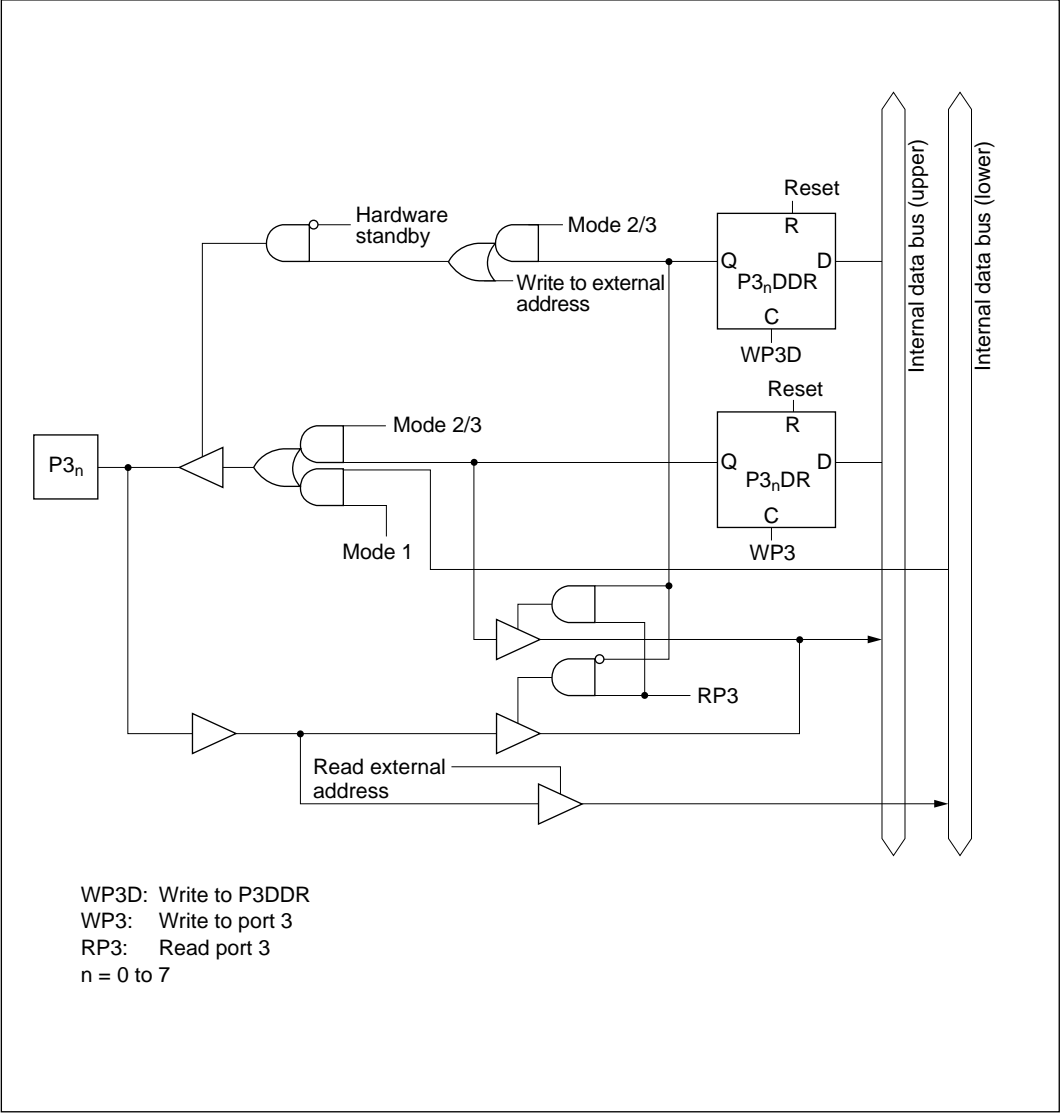 Reset
Hardware
standby
Mode 2/3
R
Q
D
P3nDDR
Write to external
address
C
WP3D
Internal data bus (upper)
Internal data bus (lower)
Reset
Mode 2/3
R
P3n
Q
D
P3nDR
C
Mode 1
WP3
RP3
Read external
address
WP3D: Write to P3DDR
WP3: Write to port 3
RP3: Read port 3
n = 0 to 7